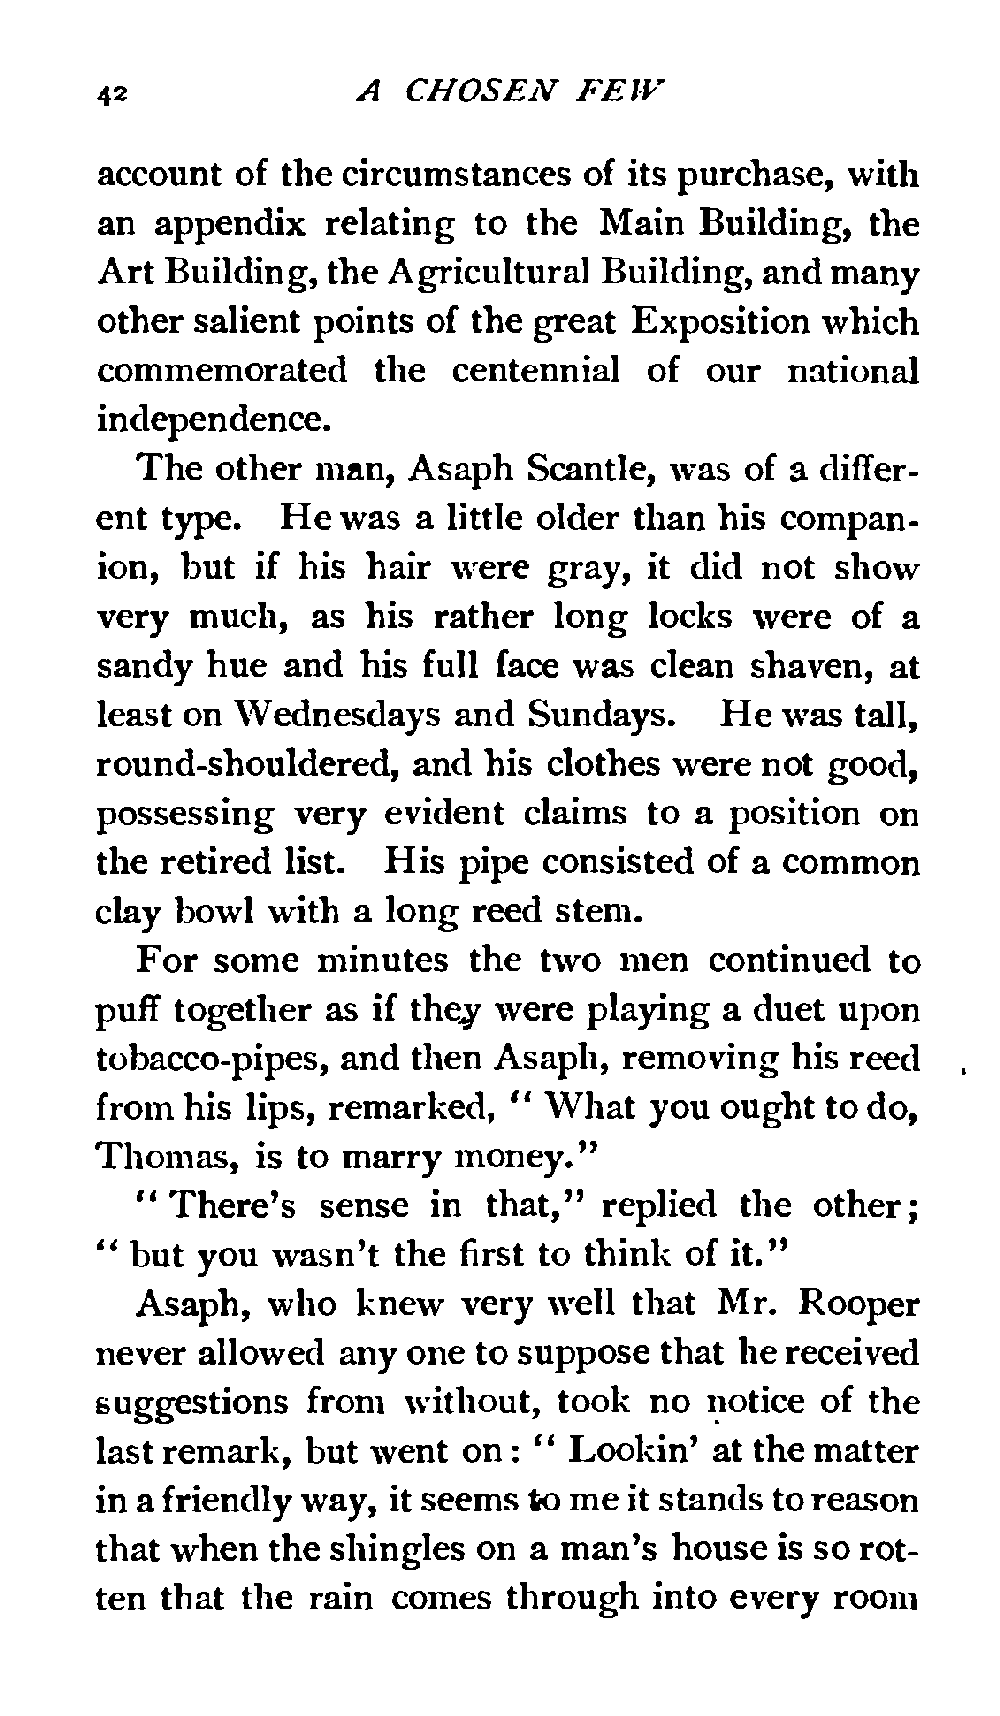 42 A CHOSEN FEW
account of the circumstances of its purchase, with
an appendix relating to the Main Building, the
Art Building, the Agricultural Building, and many
other salient points of the great Exposition which
commemorated the centennial of our national
independence.
The other man, Asaph Scantle, was of a differ-
ent type. He was a little older than his compan-
ion, but if his hair were gray, it did not show
very much, as his rather long locks were of a
sandy hue and his full face was clean shaven, at
least on Wednesdays and Sundays. He was tall,
round-shouldered, and his clothes were not good,
possessing very evident claims to a position on
the retired list. His pipe consisted of a common
clay bowl with a long reed stem.
For some minutes the two men continued to
puff together as if they were playing a duet upon
tobacco-pipes, and then Asaph, removing his reed
from his lips, remarked, “ What you ought to do,
Thomas, is to marry money.”
“ There’s sense in that,” replied the other ;
“ but you wasn’t the first to think of it.”
Asaph, who knew very well that Mr. Rooper
never allowed any one to suppose that he received
suggestions from without, took no notice of the
last remark, but went on : “ Lookin’ at the matter
in a friendly way, it seems to me it stands to reason
that when the shingles on a man’s house is so rot-
ten that the rain comes through into every room